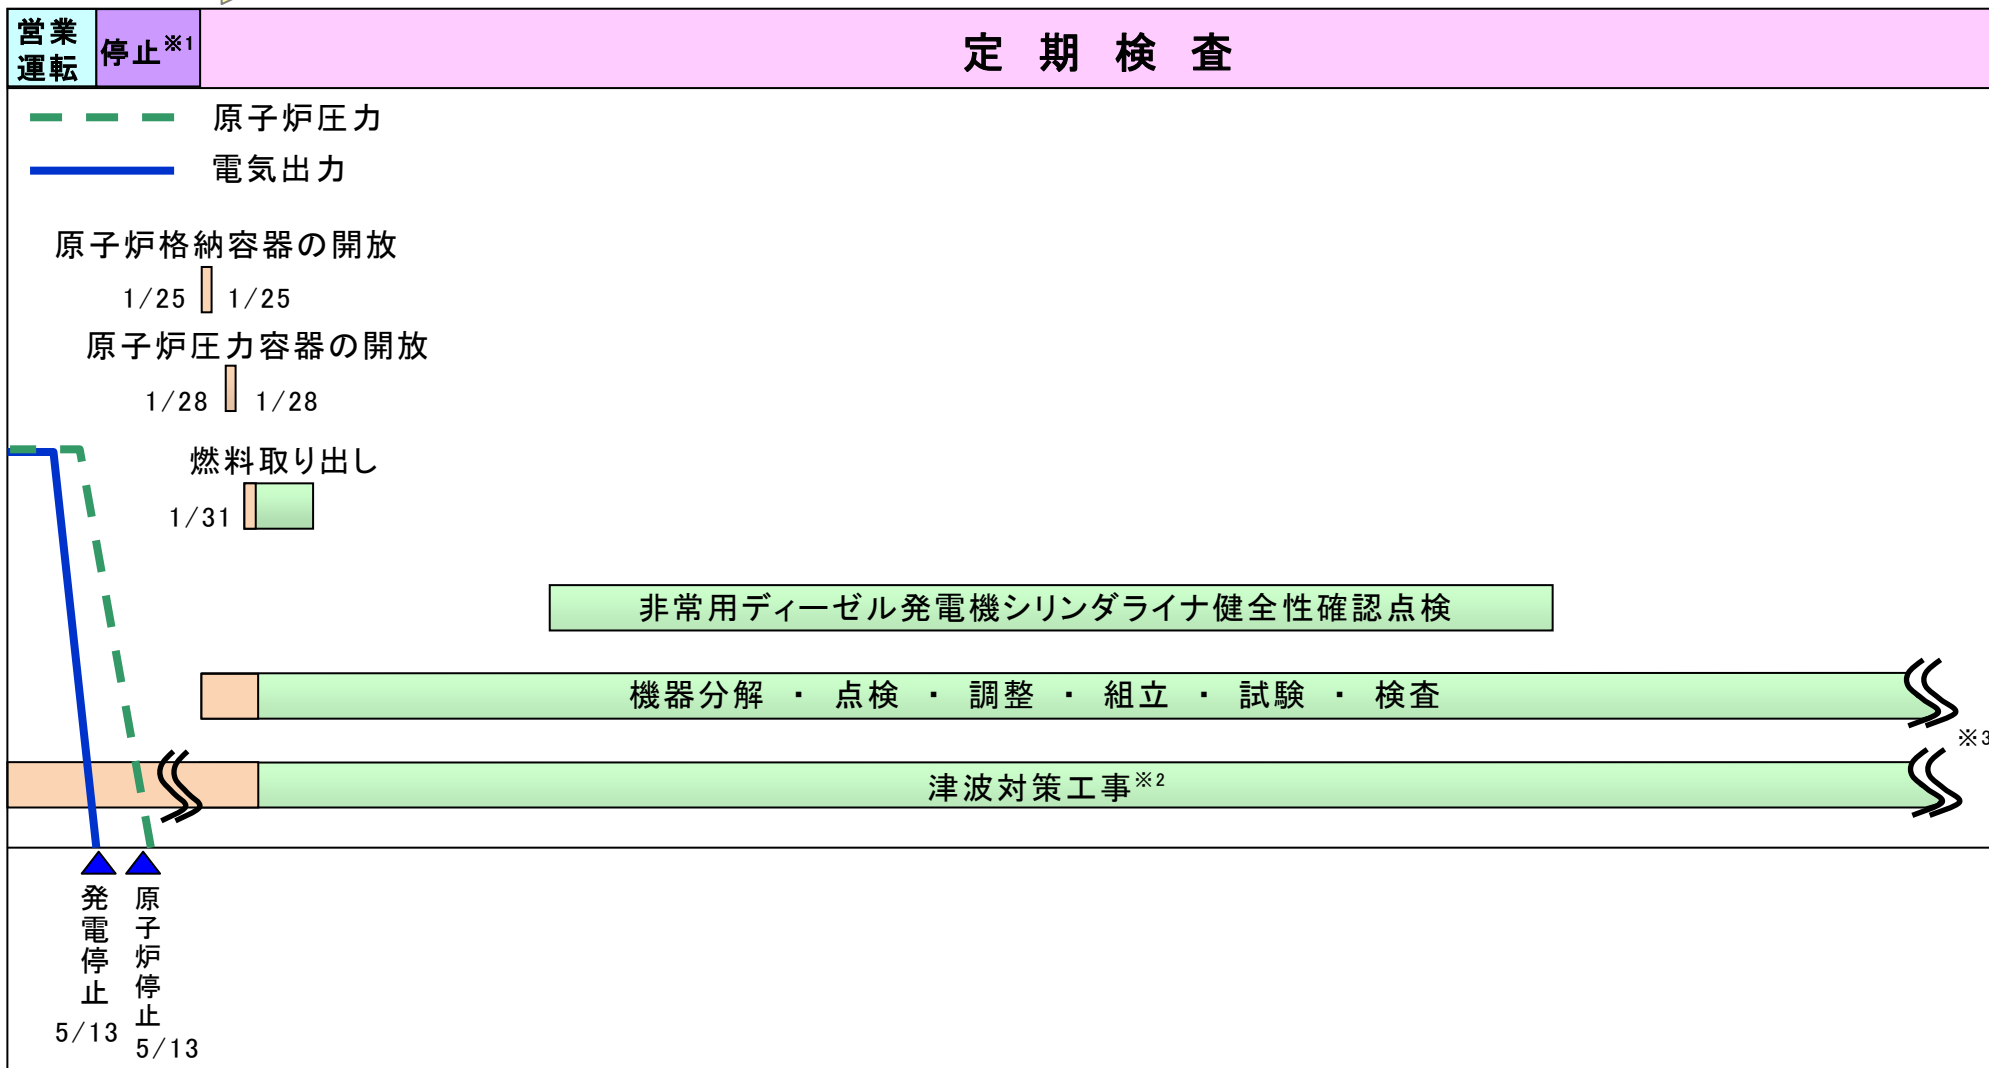 営業
運転
停止※1
定期検査
原子炉圧力
電気出力
原子炉格納容器の開放
1/25 1/25
原子炉圧力容器の開放
1/28 1/28
燃料取り出し
1/31
非常用ディーゼル発電機シリンダライナ健全性確認点検
機器分解 ・ 点検 ・ 調整 ・ 組立 ・ 試験 ・ 検査
※3
津波対策工事※2
発電停止
5/13
原子炉停止
5/13